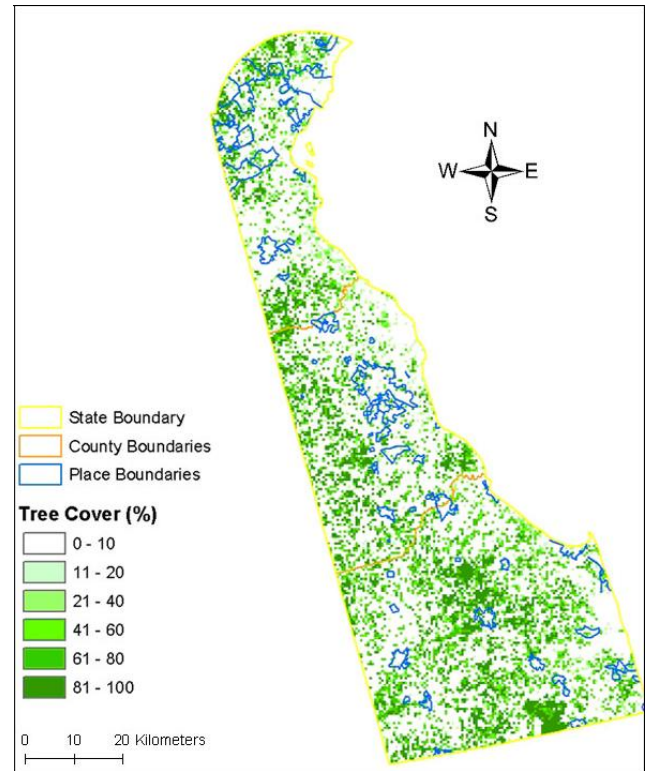 N
W E
S
State Boundary
County Boundaries
Place Boundaries
Tree Cover (%)
0 - 10
11 - 20
21 - 40
41 - 60
61 - 80
81 - 100
0 10 20 Kilometers